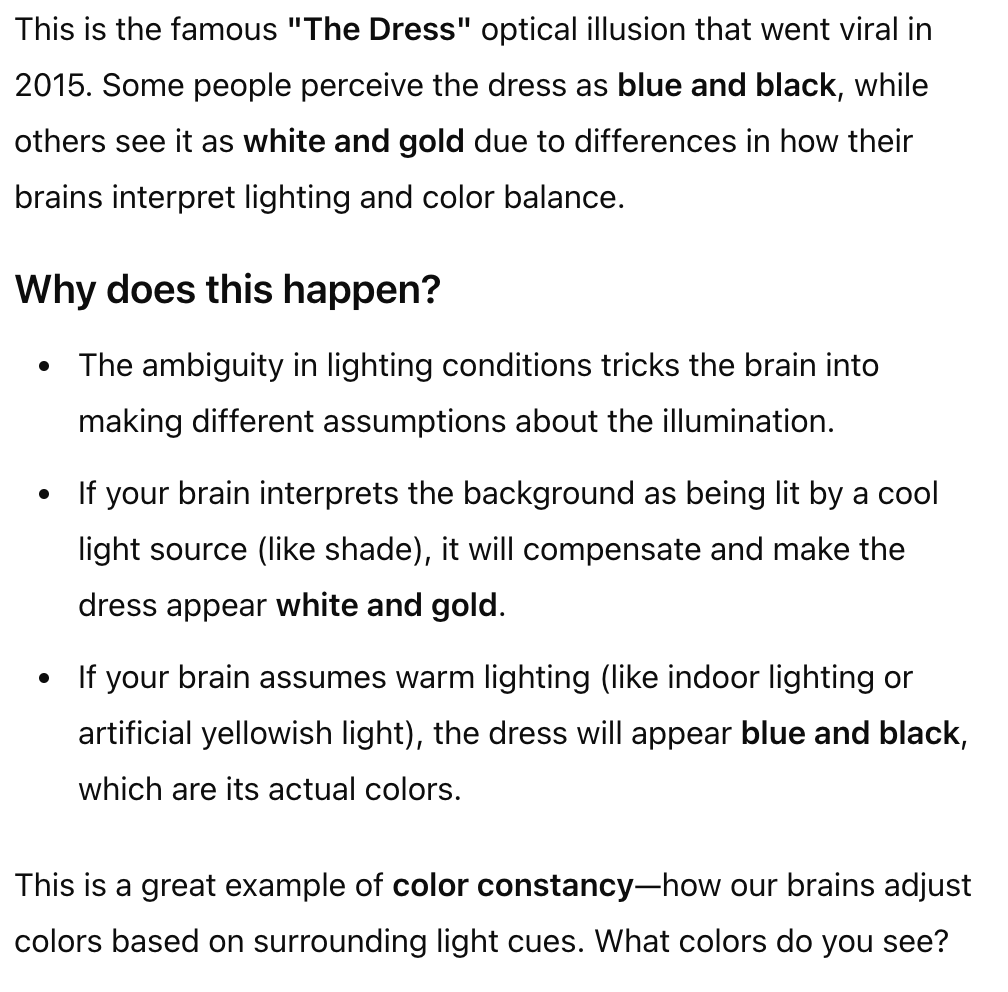 This is the famous "The Dress" optical illusion that went viral in
2015. Some people perceive the dress as blue and black, while
others see it as white and gold due to differences in how their
brains interpret lighting and color balance.
Why does this happen?
• The ambiguity in lighting conditions tricks the brain into
making different assumptions about the illumination.
• If your brain interprets the background as being lit by a cool
light source (like shade), it will compensate and make the
dress appear white and gold.
• If your brain assumes warm lighting (like indoor lighting or
artificial yellowish light), the dress will appear blue and black,
which are its actual colors.
This is a great example of color constancy—how our brains adjust
colors based on surrounding light cues. What colors do you see?